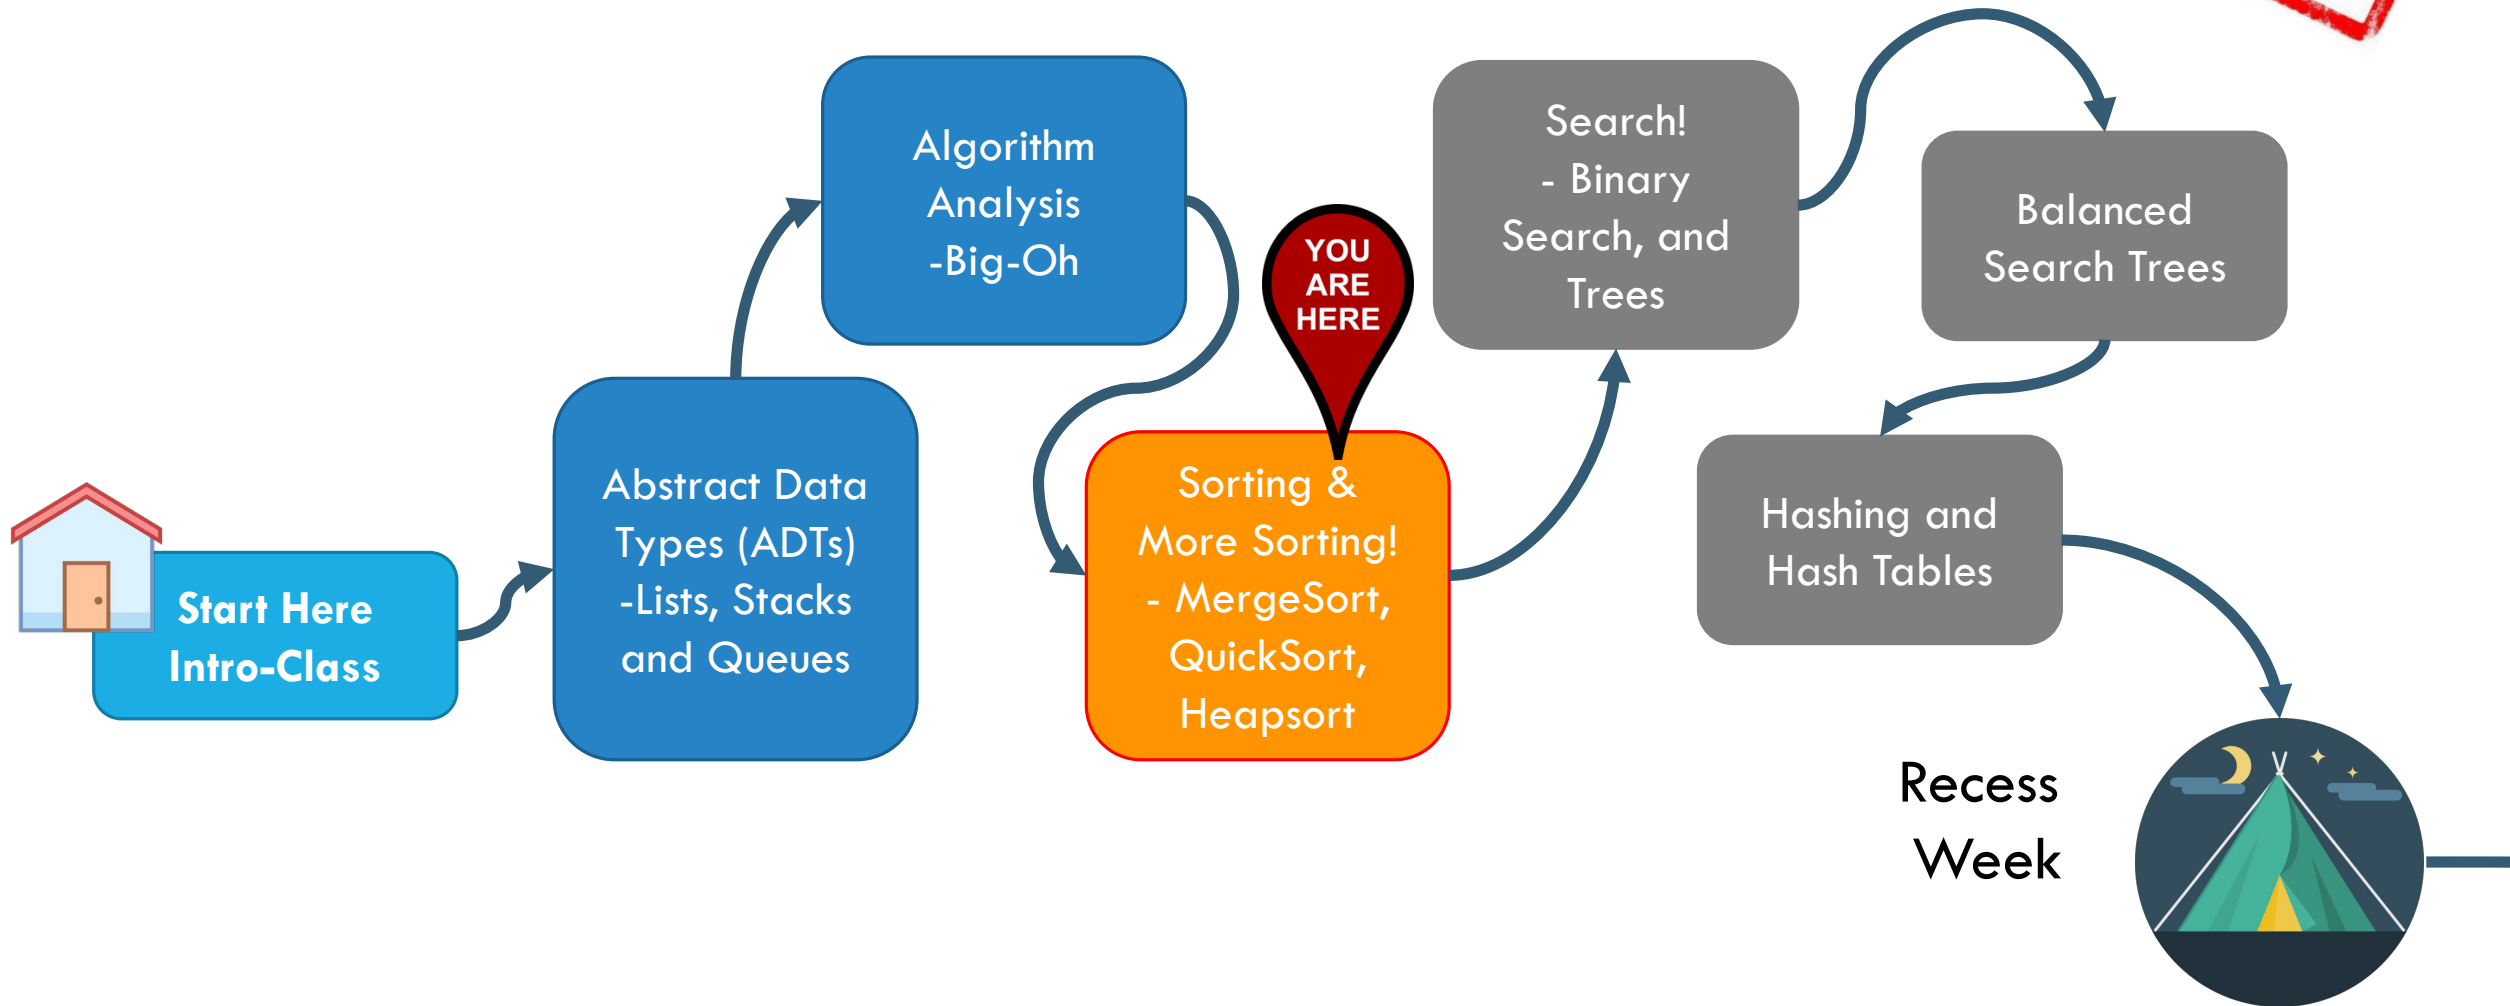 Start Here
Intro-Class
Abstract Data
Types (ADTs)
-Lists, Stacks
and Queues
Algorithm
Analysis
-Big-Oh
YOU
ARE
HERE
Sorting &
More Sorting!
- MergeSort,
QuickSort,
Heapsort
Search!
- Binary
Search, and
Trees
Balanced
Search Trees
Hashing and
Hash Tables
Recess
Week